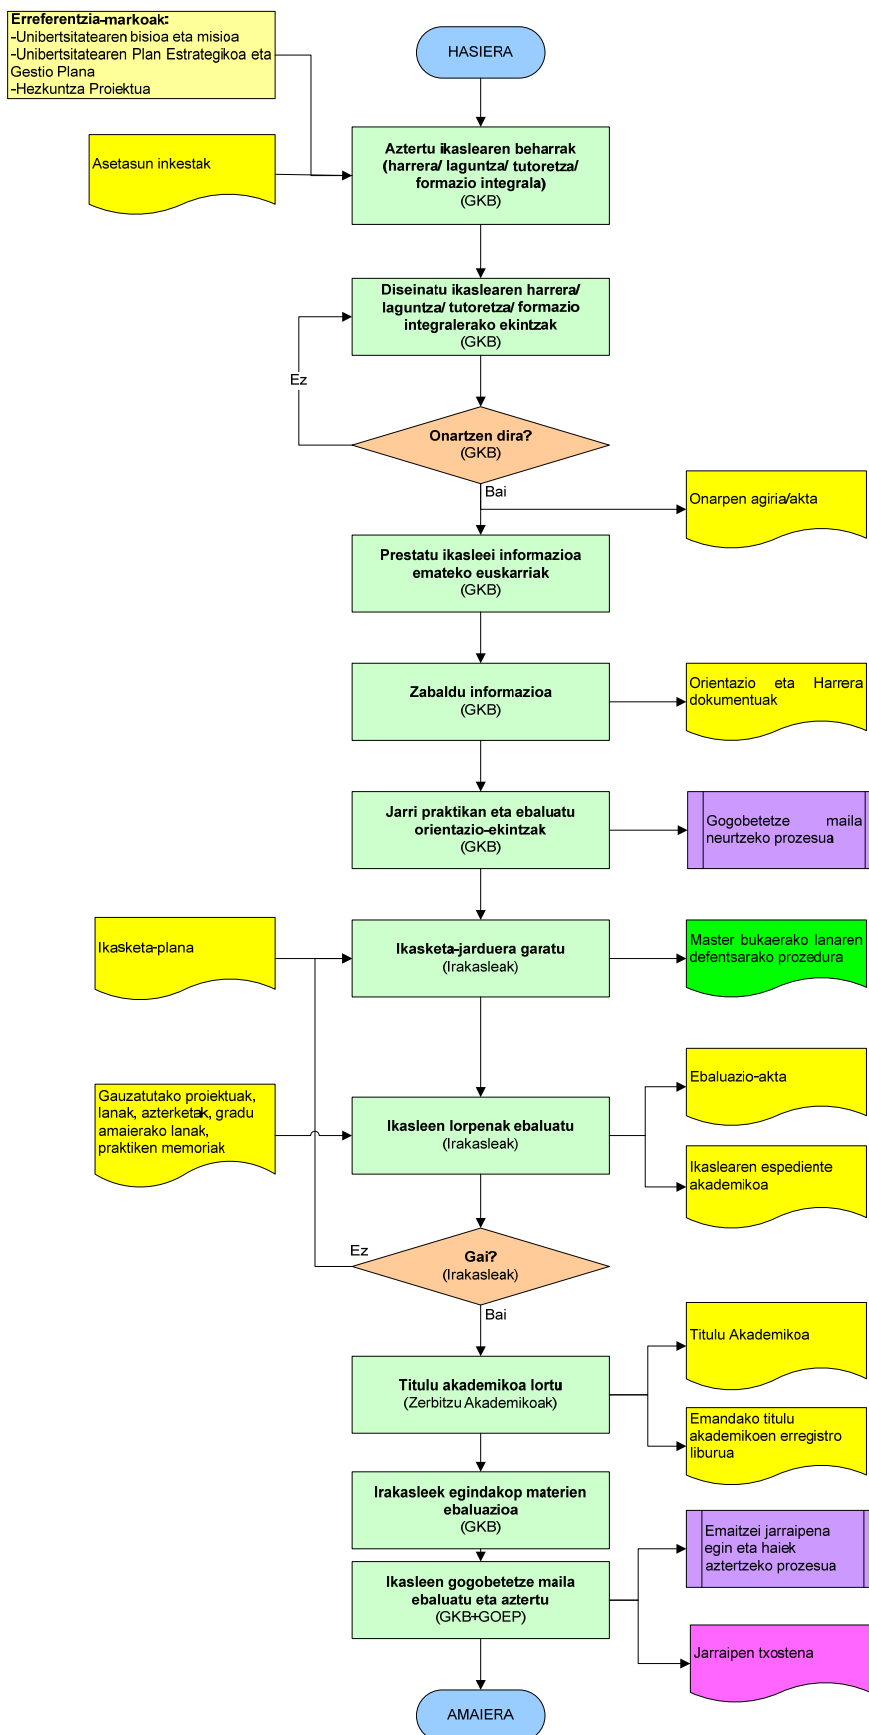 Erreferentzia-markoak:
-Unibertsitatearen bisioa eta misioa
-Unibertsitatearen Plan Estrategikoa eta
Gestio Plana
-Hezkuntza Proiektua
HASIERA
Asetasun inkestak
Aztertu ikaslearen beharrak
(harrera/ laguntza/ tutoretza/
formazio integrala)
(GKB)
Diseinatu ikaslearen harrera/
laguntza/ tutoretza/ formazio
integralerako ekintzak
(GKB)
Ez
Onartzen dira?
(GKB)
Bai
Onarpen agiria/akta
Prestatu ikasleei informazioa
emateko euskarriak
(GKB)
Zabaldu informazioa
(GKB)
Orientazio eta Harrera
dokumentuak
Jarri praktikan eta ebaluatu
orientazio-ekintzak
(GKB)
Gogobetetze maila
neurtzeko prozesua
Ikasketa-plana
Ikasketa-jarduera garatu
(Irakasleak)
Master bukaerako lanaren
defentsarako prozedura
Gauzatutako proiektuak,
lanak, azterketak, gradu
amaierako lanak,
praktiken memoriak
Ikasleen lorpenak ebaluatu
(Irakasleak)
Ebaluazio-akta
Ikaslearen espediente
akademikoa
Ez
Gai?
(Irakasleak)
Bai
Titulu akademikoa lortu
(Zerbitzu Akademikoak)
Titulu Akademikoa
Emandako titulu
akademikoen erregistro
liburua
Irakasleek egindakop materien
ebaluazioa
(GKB)
Ikasleen gogobetetze maila
ebaluatu eta aztertu
(GKB+GOEP)
Emaitzei jarraipena
egin eta haiek
aztertzeko prozesua
Jarraipen txostena
AMAIERA